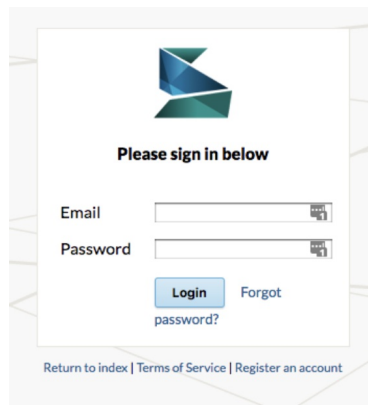 Please sign in below
Email
Password
Login Forgot
password?
Return to index | Terms of Service | Register an account